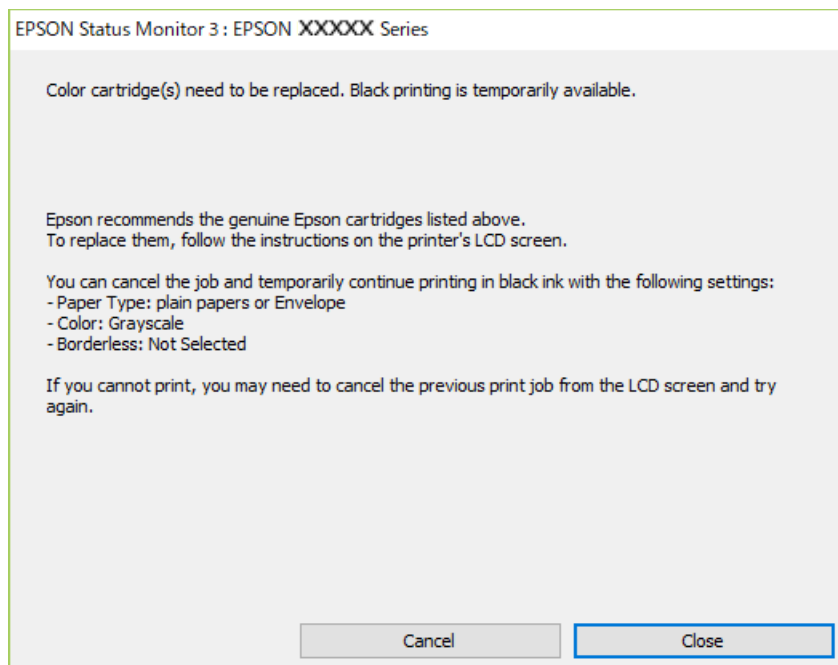 EPSON Status Monitor 3 : EPSON XXXXX Series
Color cartridge(s) need to be replaced. Black printing is temporarily available.
Epson recommends the genuine Epson cartridges listed above.
To replace them, follow the instructions on the printer's LCD screen.
You can cancel the job and temporarily continue printing in black ink with the following settings:
- Paper Type: plain papers or Envelope
- Color: Grayscale
- Borderless: Not Selected
If you cannot print, you may need to cancel the previous print job from the LCD screen and try
again.
Cancel Close